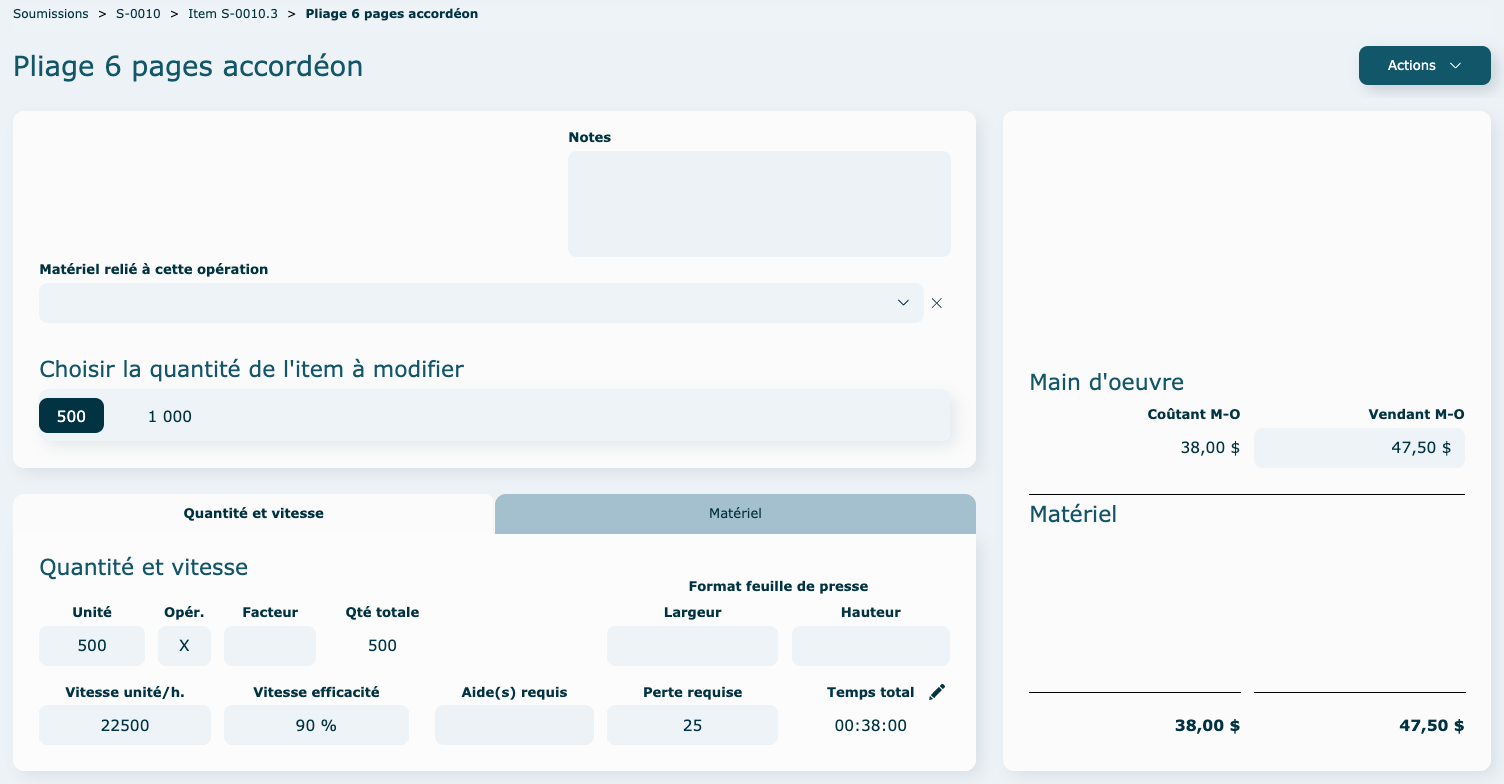 Soumissions > S-0010 > Item S-0010.3 > Pliage 6 pages accordéon
Pliage 6 pages accordéon
Actions
Notes
Matériel relié à cette opération
Choisir la quantité de l'item à modifier
500 1 000
Quantité et vitesse Matériel
Quantité et vitesse
Format feuille de presse
Unité Opér. Facteur Qté totale Largeur Hauteur
500 X 500
Vitesse unité/h. Vitesse efficacité Aide(s) requis Perte requise Temps total
22500 90 % 25 00:38:00
Main d'oeuvre
Coûtant M-O Vendant M-O
38,00 $ 47,50 $
Matériel
38,00 $ 47,50 $